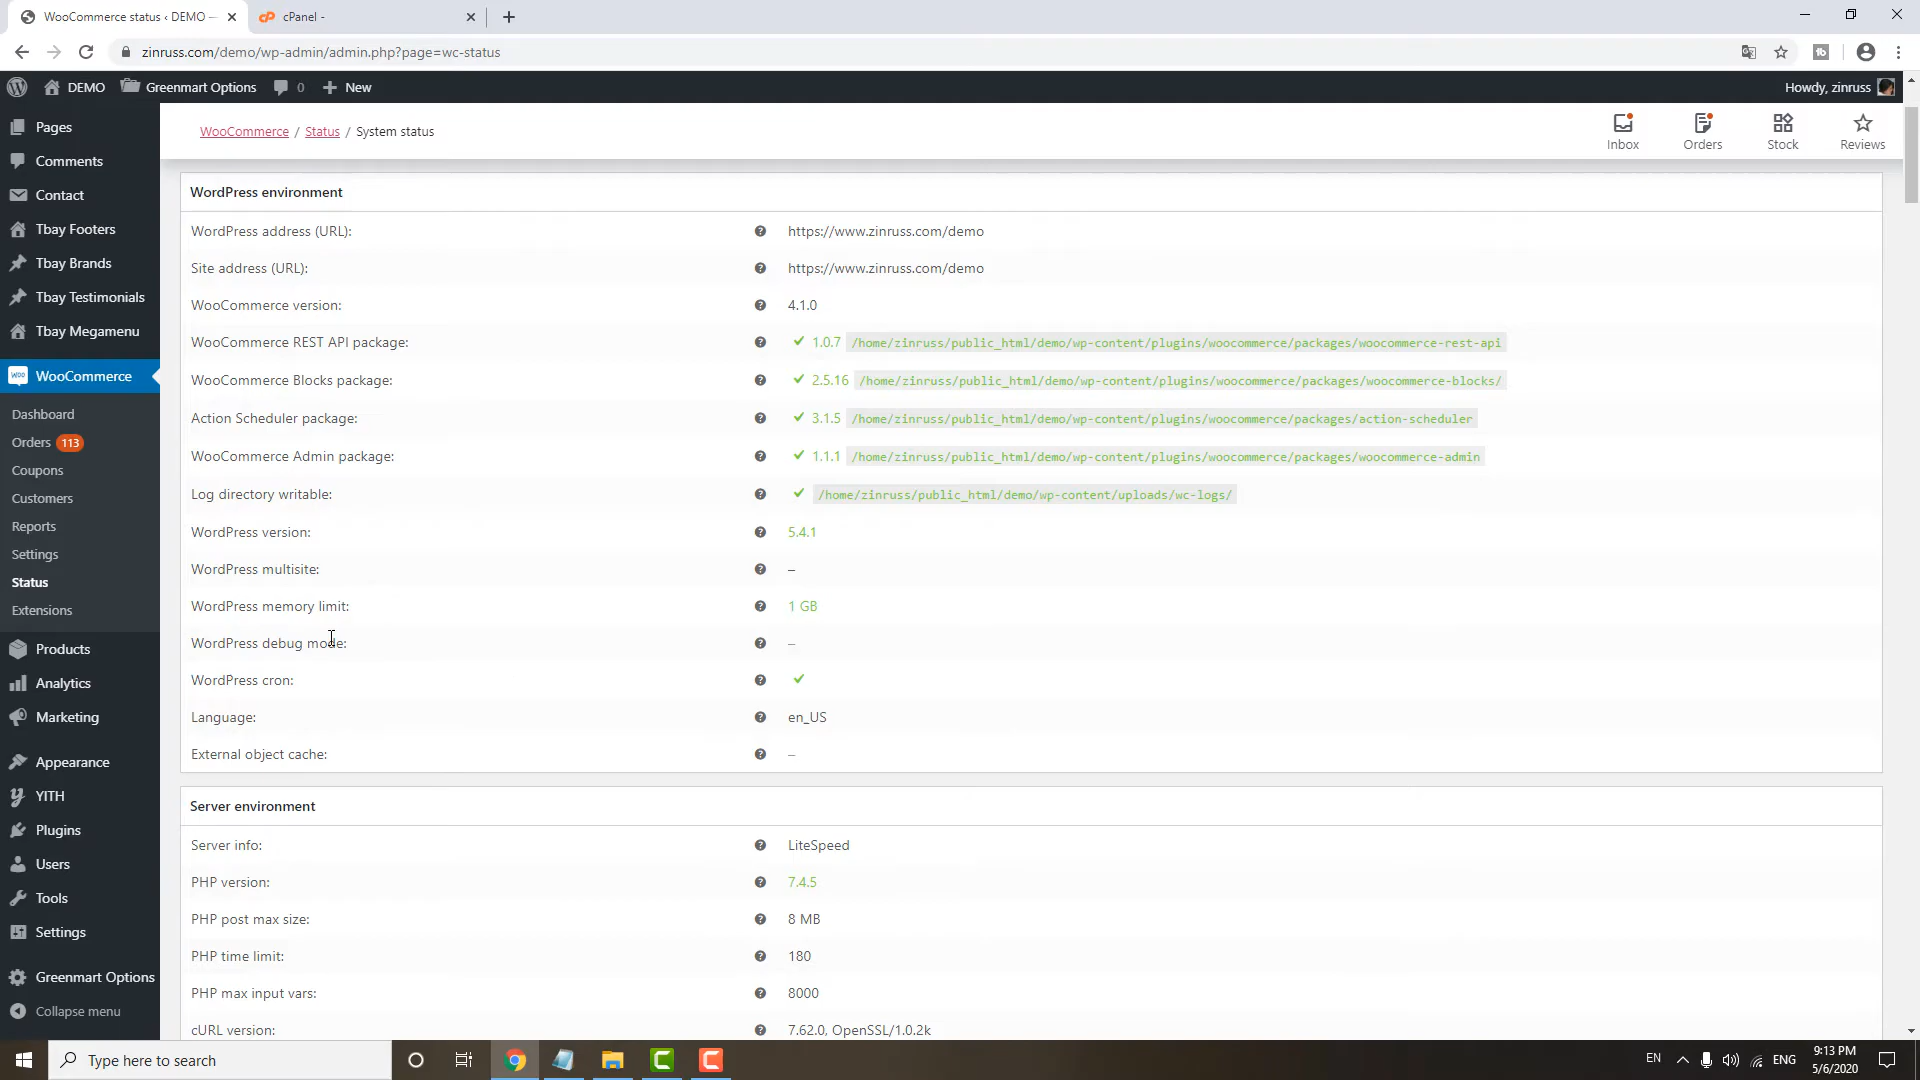 WooCommerce status ‹ DEMO —
cPanel -
zinruss.com/demo/wp-admin/admin.php?page=wc-status
DEMO
Greenmart Options
0
New
Howdy, zinruss
Pages
Comments
Contact
Tbay Footers
Tbay Brands
Tbay Testimonials
Tbay Megamenu
WooCommerce
Dashboard
Orders 113
Coupons
Customers
Reports
Settings
Status
Extensions
Products
Analytics
Marketing
Appearance
YITH
Plugins
Users
Tools
Settings
Greenmart Options
Collapse menu
WooCommerce / Status / System status
Inbox
Orders
Stock
Reviews
WordPress environment
WordPress address (URL): https://www.zinruss.com/demo
Site address (URL): https://www.zinruss.com/demo
WooCommerce version: 4.1.0
WooCommerce REST API package: ✔ 1.0.7 /home/zinruss/public_html/demo/wp-content/plugins/woocommerce/packages/woocommerce-rest-api
WooCommerce Blocks package: ✔ 2.5.16 /home/zinruss/public_html/demo/wp-content/plugins/woocommerce/packages/woocommerce-blocks/
Action Scheduler package: ✔ 3.1.5 /home/zinruss/public_html/demo/wp-content/plugins/woocommerce/packages/action-scheduler
WooCommerce Admin package: ✔ 1.1.1 /home/zinruss/public_html/demo/wp-content/plugins/woocommerce/packages/woocommerce-admin
Log directory writable: ✔ /home/zinruss/public_html/demo/wp-content/uploads/wc-logs/
WordPress version: 5.4.1
WordPress multisite: –
WordPress memory limit: 1 GB
WordPress debug mode: –
WordPress cron: ✔
Language: en_US
External object cache: –
Server environment
Server info: LiteSpeed
PHP version: 7.4.5
PHP post max size: 8 MB
PHP time limit: 180
PHP max input vars: 8000
cURL version: 7.62.0, OpenSSL/1.0.2k
Type here to search
EN
ENG
9:13 PM
5/6/2020